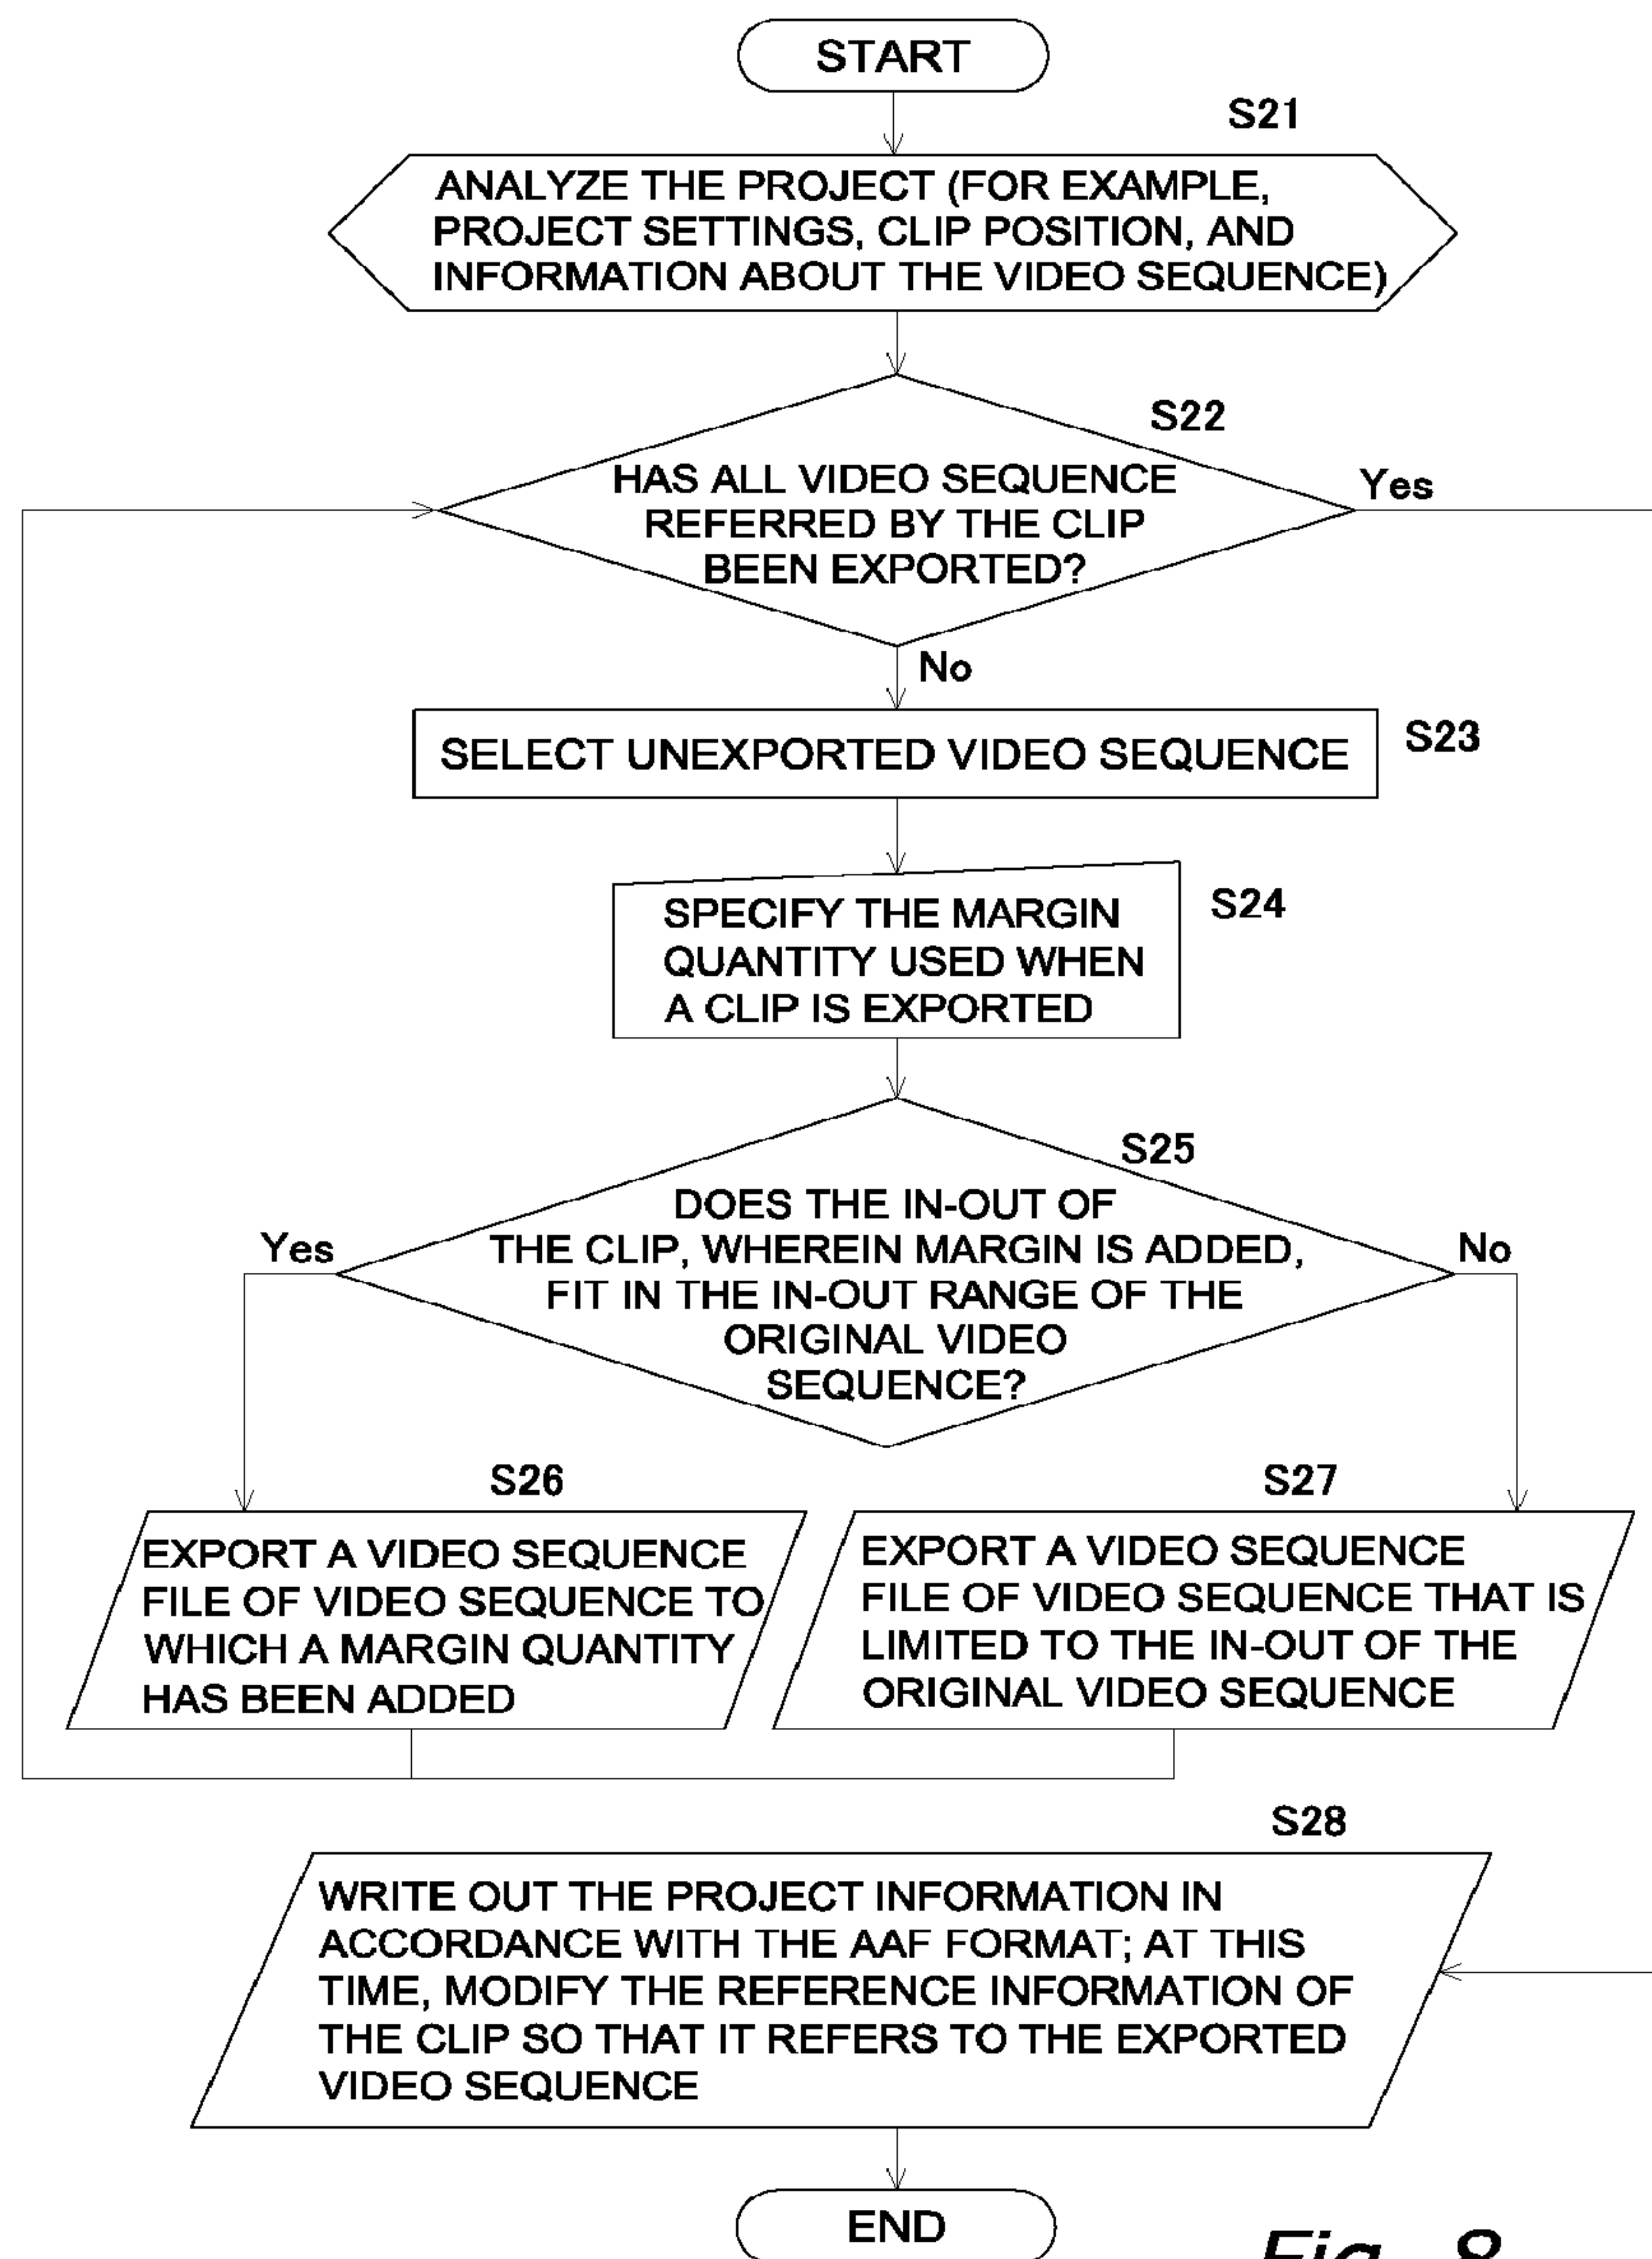 START
S21
ANALYZE THE PROJECT (FOR EXAMPLE,
PROJECT SETTINGS, CLIP POSITION, AND
INFORMATION ABOUT THE VIDEO SEQUENCE)
S22
HAS ALL VIDEO SEQUENCE
REFERRED BY THE CLIP
BEEN EXPORTED?
Yes
No
SELECT UNEXPORTED VIDEO SEQUENCE
S23
SPECIFY THE MARGIN
QUANTITY USED WHEN
A CLIP IS EXPORTED
S24
S25
DOES THE IN-OUT OF
THE CLIP, WHEREIN MARGIN IS ADDED,
FIT IN THE IN-OUT RANGE OF THE
ORIGINAL VIDEO
SEQUENCE?
Yes
No
S26
EXPORT A VIDEO SEQUENCE
FILE OF VIDEO SEQUENCE TO
WHICH A MARGIN QUANTITY
HAS BEEN ADDED
S27
EXPORT A VIDEO SEQUENCE
FILE OF VIDEO SEQUENCE THAT IS
LIMITED TO THE IN-OUT OF THE
ORIGINAL VIDEO SEQUENCE
S28
WRITE OUT THE PROJECT INFORMATION IN
ACCORDANCE WITH THE AAF FORMAT; AT THIS
TIME, MODIFY THE REFERENCE INFORMATION OF
THE CLIP SO THAT IT REFERS TO THE EXPORTED
VIDEO SEQUENCE
END
Fig. 8